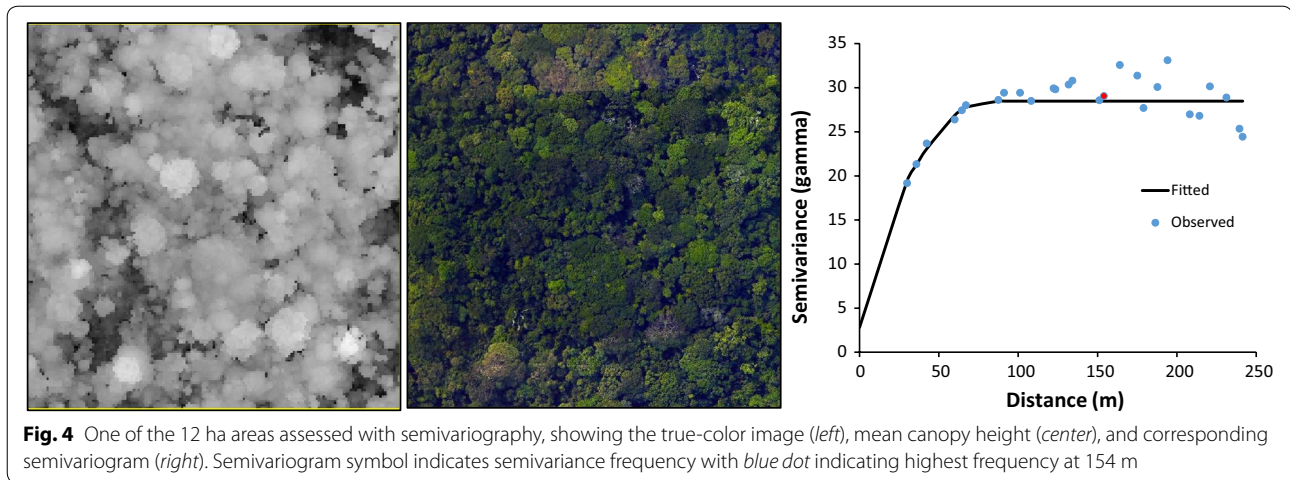 35
30
25
20
15
10
5
0
Semivariance (gamma)
Fitted
Observed
0 50 100 150 200 250
Distance (m)
Fig. 4 One of the 12 ha areas assessed with semivariography, showing the true-color image (left), mean canopy height (center), and corresponding
semivariogram (right). Semivariogram symbol indicates semivariance frequency with blue dot indicating highest frequency at 154 m